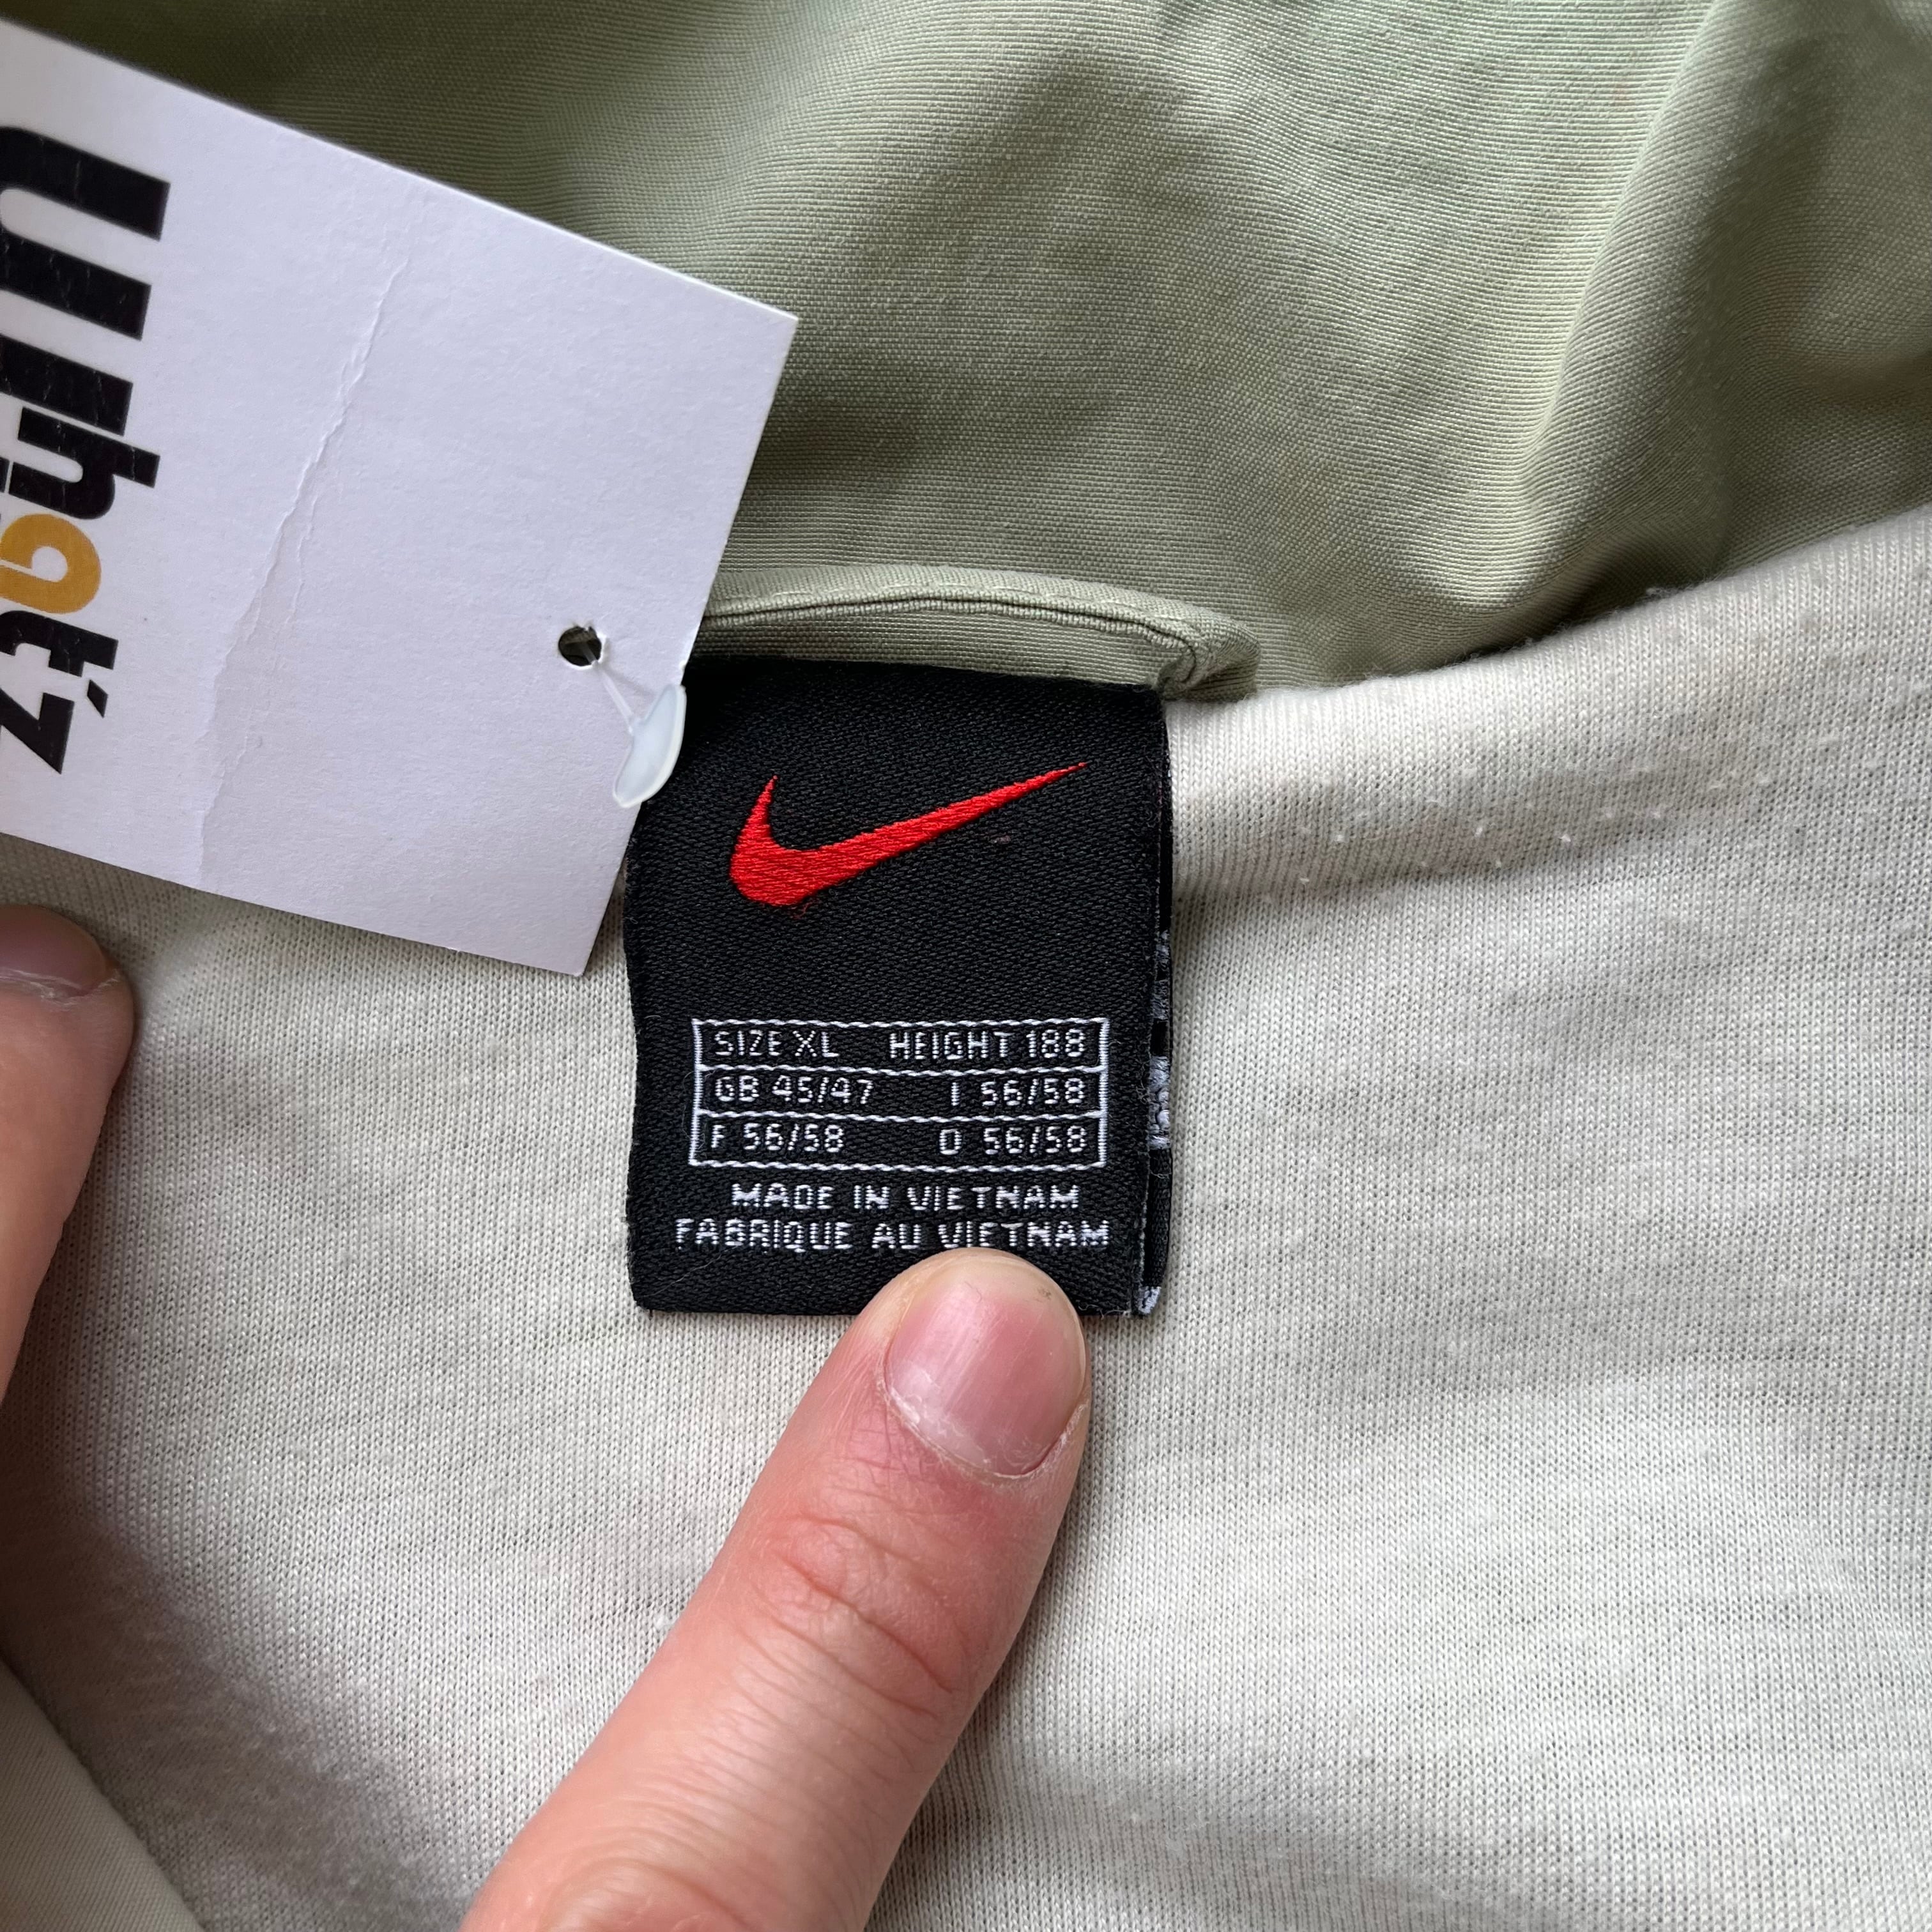 What'z
SIZE XL HEIGHT 188
GB 45/47 I 56/58
F 56/58 D 56/58
MADE IN VIETNAM
FABRIQUE AU VIETNAM